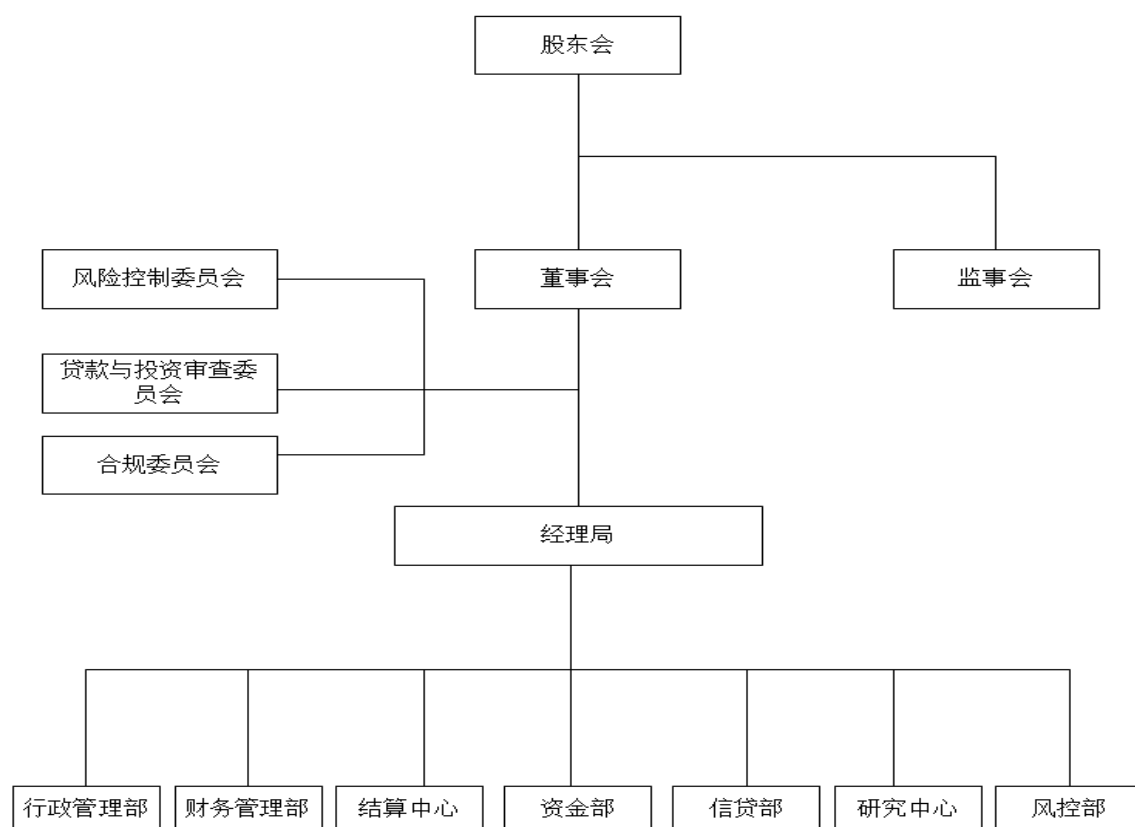 股东会
风险控制委员会
董事会
监事会
贷款与投资审查委
员会
合规委员会
经理局
行政管理部
财务管理部
结算中心
资金部
信贷部
研究中心
风控部